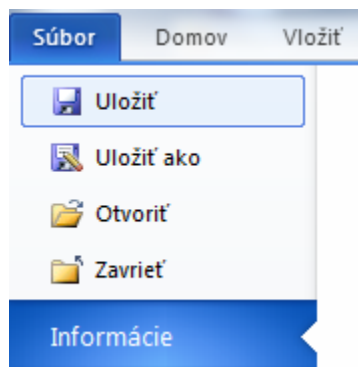 Súbor Domov Vložiť
Uložiť
Uložiť ako
Otvoriť
Zavrieť
Informácie